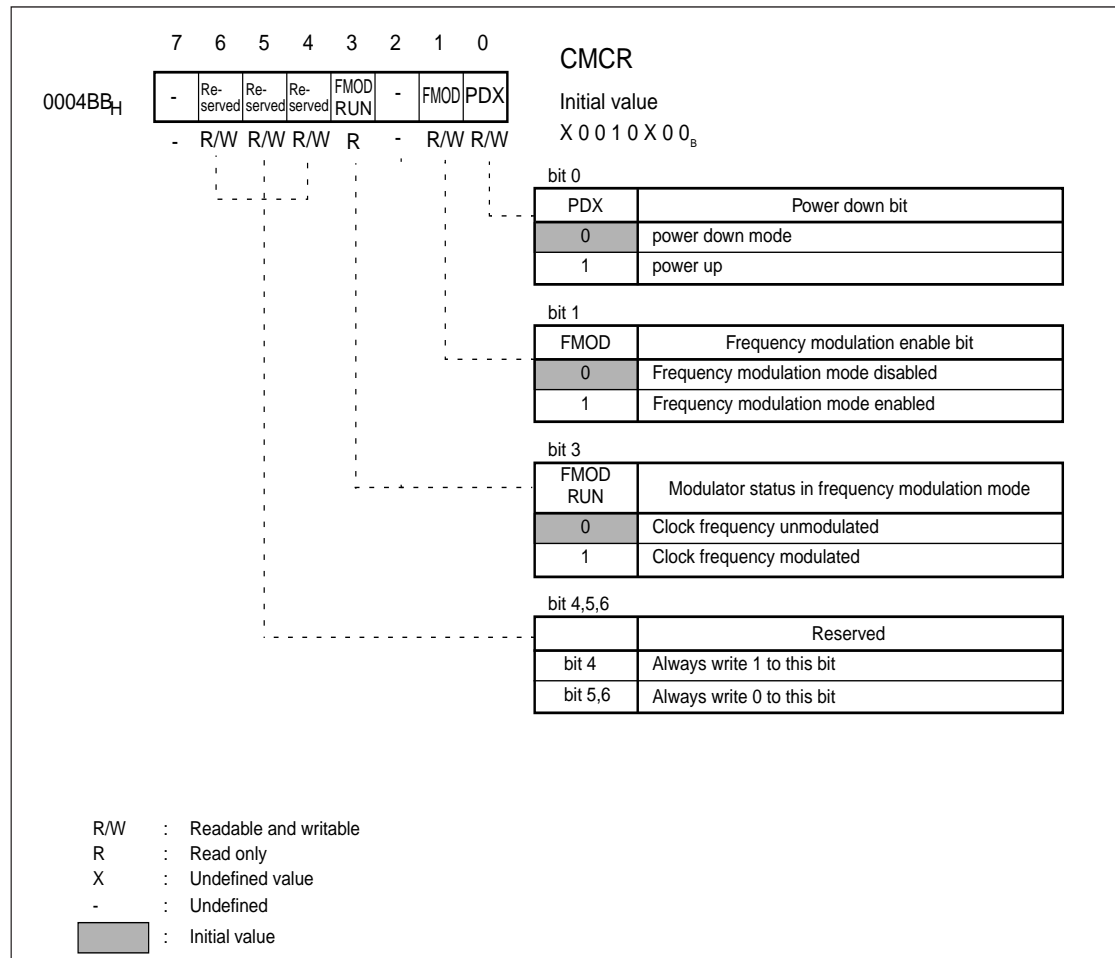 7 6 5 4 3 2 1 0
CMCR
0004BBH
- Re-served Re-served Re-served FMOD RUN - FMOD PDX
Initial value
X 0 0 1 0 X 0 0B
- R/W R/W R/W R - R/W R/W
bit 0
PDX Power down bit
0 power down mode
1 power up
bit 1
FMOD Frequency modulation enable bit
0 Frequency modulation mode disabled
1 Frequency modulation mode enabled
bit 3
FMOD RUN Modulator status in frequency modulation mode
0 Clock frequency unmodulated
1 Clock frequency modulated
bit 4,5,6
Reserved
bit 4 Always write 1 to this bit
bit 5,6 Always write 0 to this bit
R/W : Readable and writable
R : Read only
X : Undefined value
- : Undefined
: Initial value